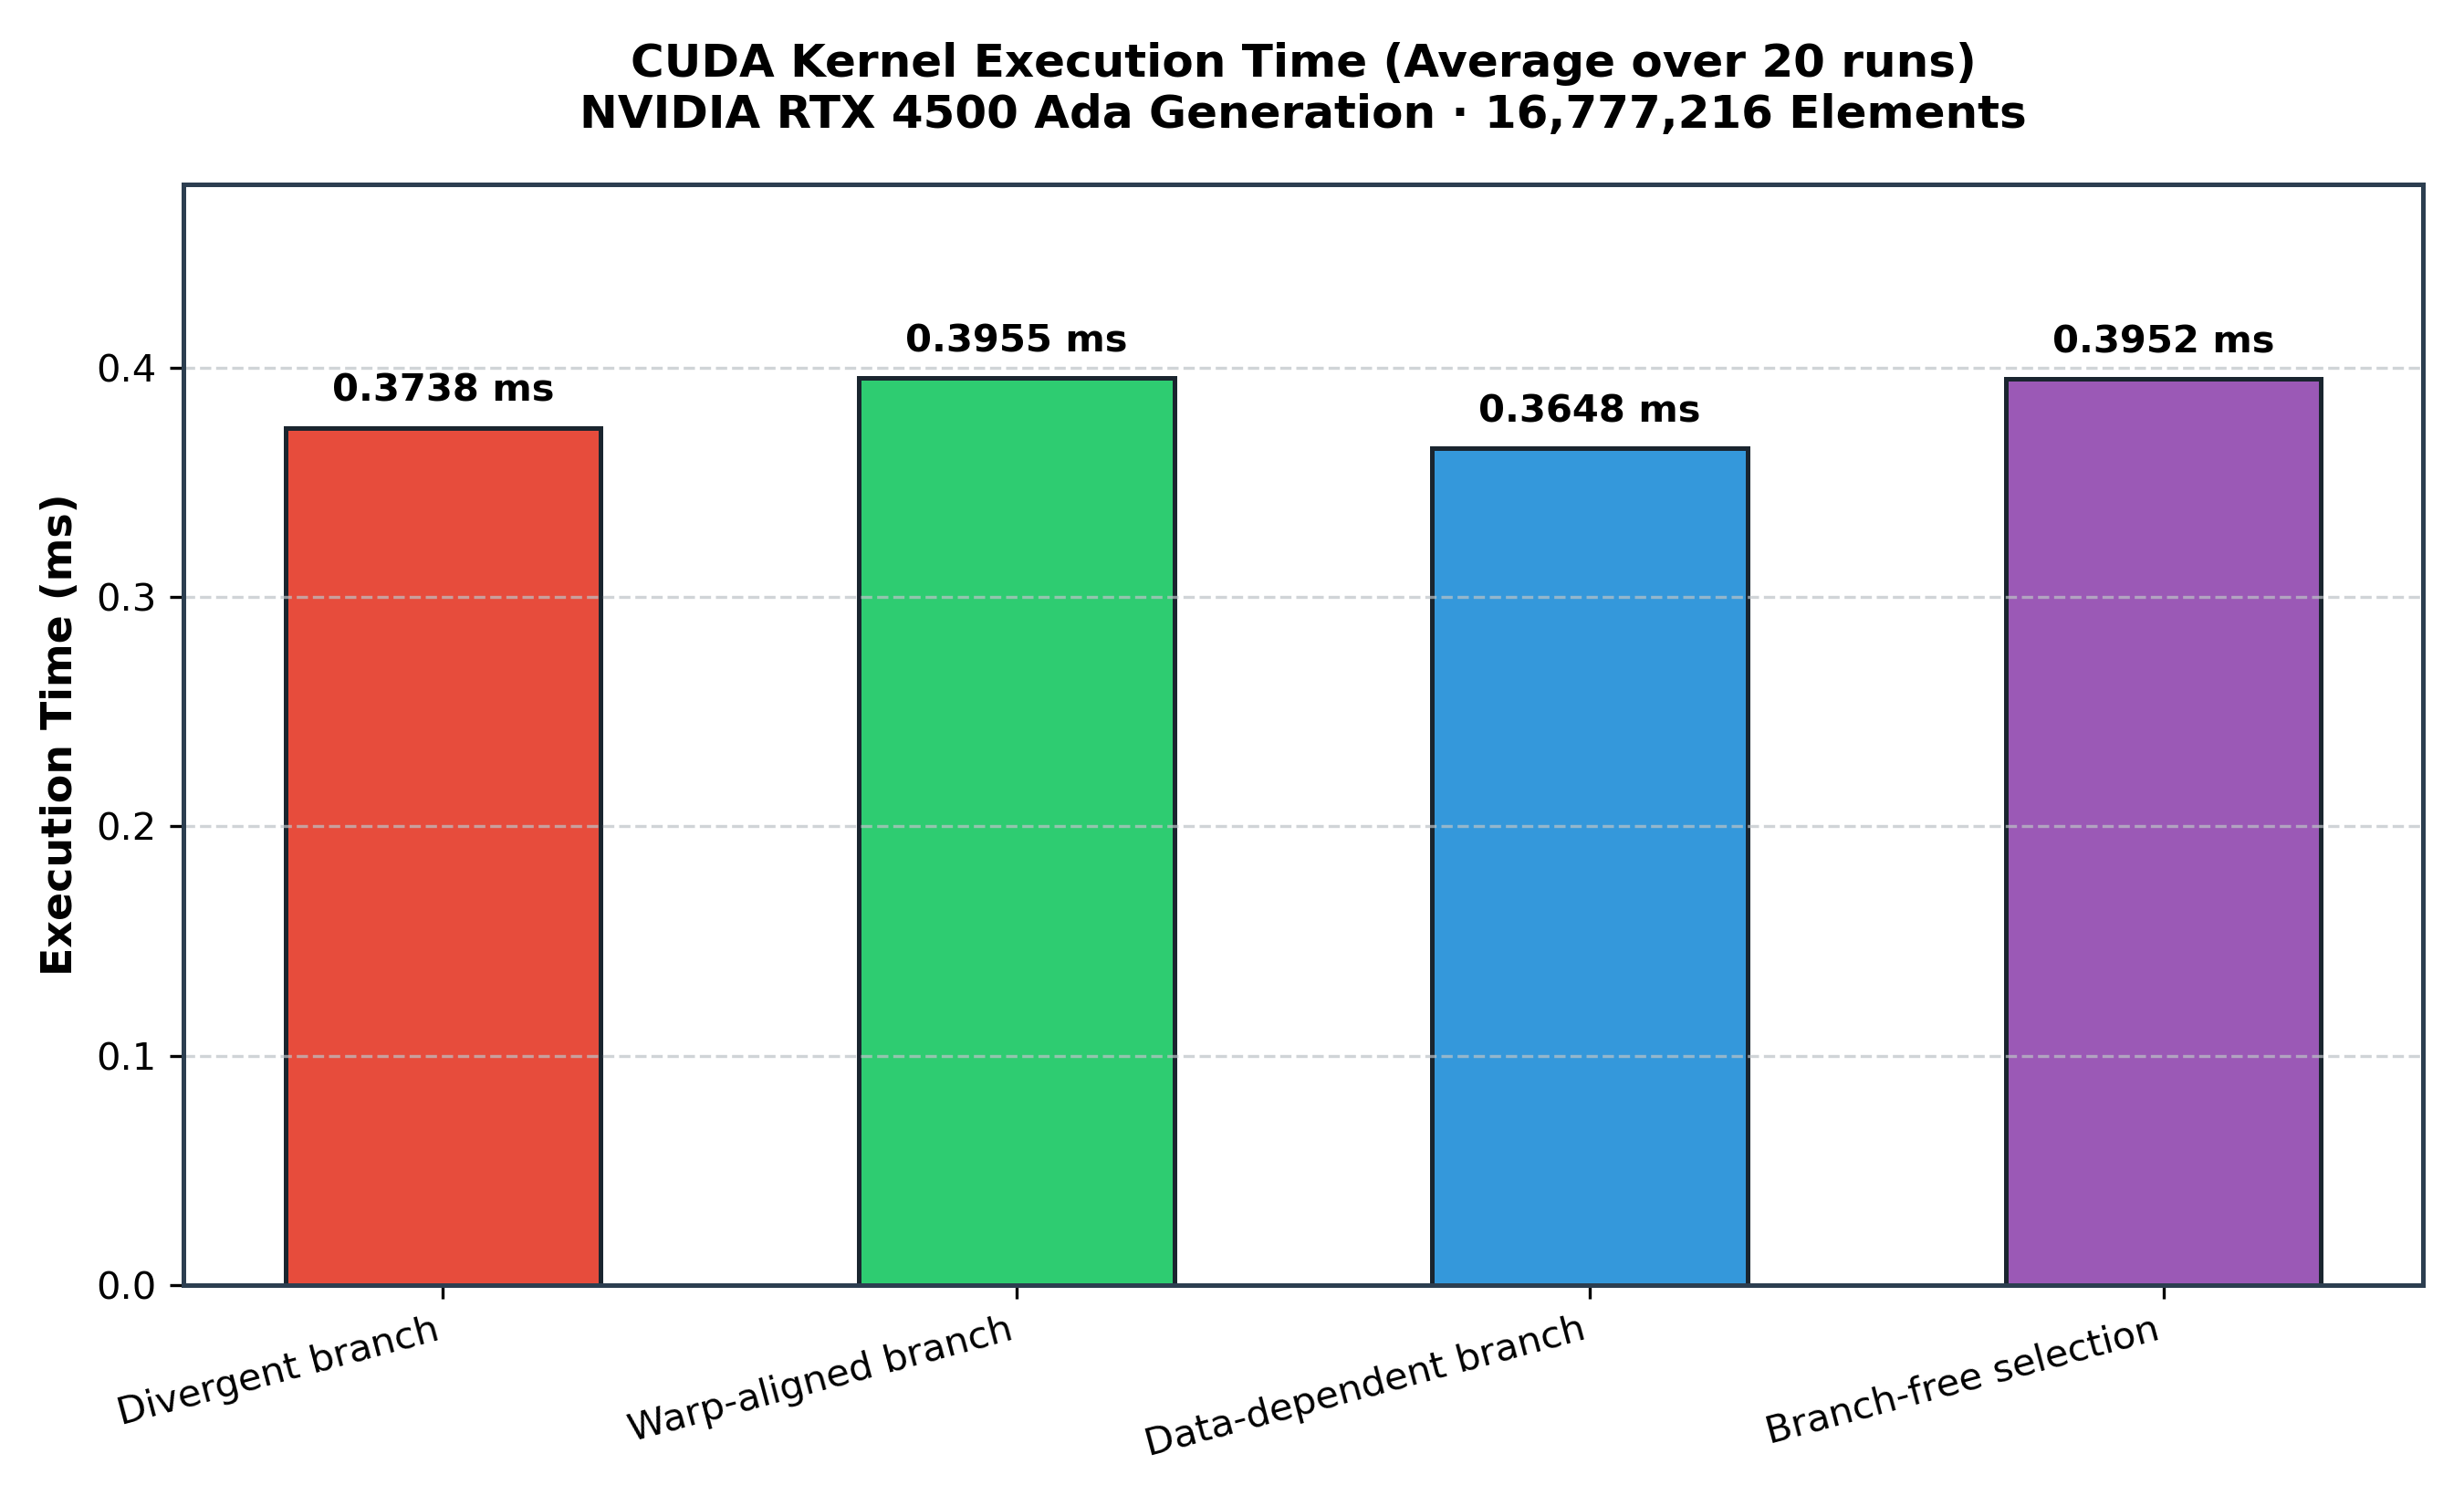 CUDA Kernel Execution Time (Average over 20 runs)
NVIDIA RTX 4500 Ada Generation · 16,777,216 Elements
Execution Time (ms)
0.4
0.3
0.2
0.1
0.0
0.3738 ms
0.3955 ms
0.3648 ms
0.3952 ms
Divergent branch
Warp-aligned branch
Data-dependent branch
Branch-free selection